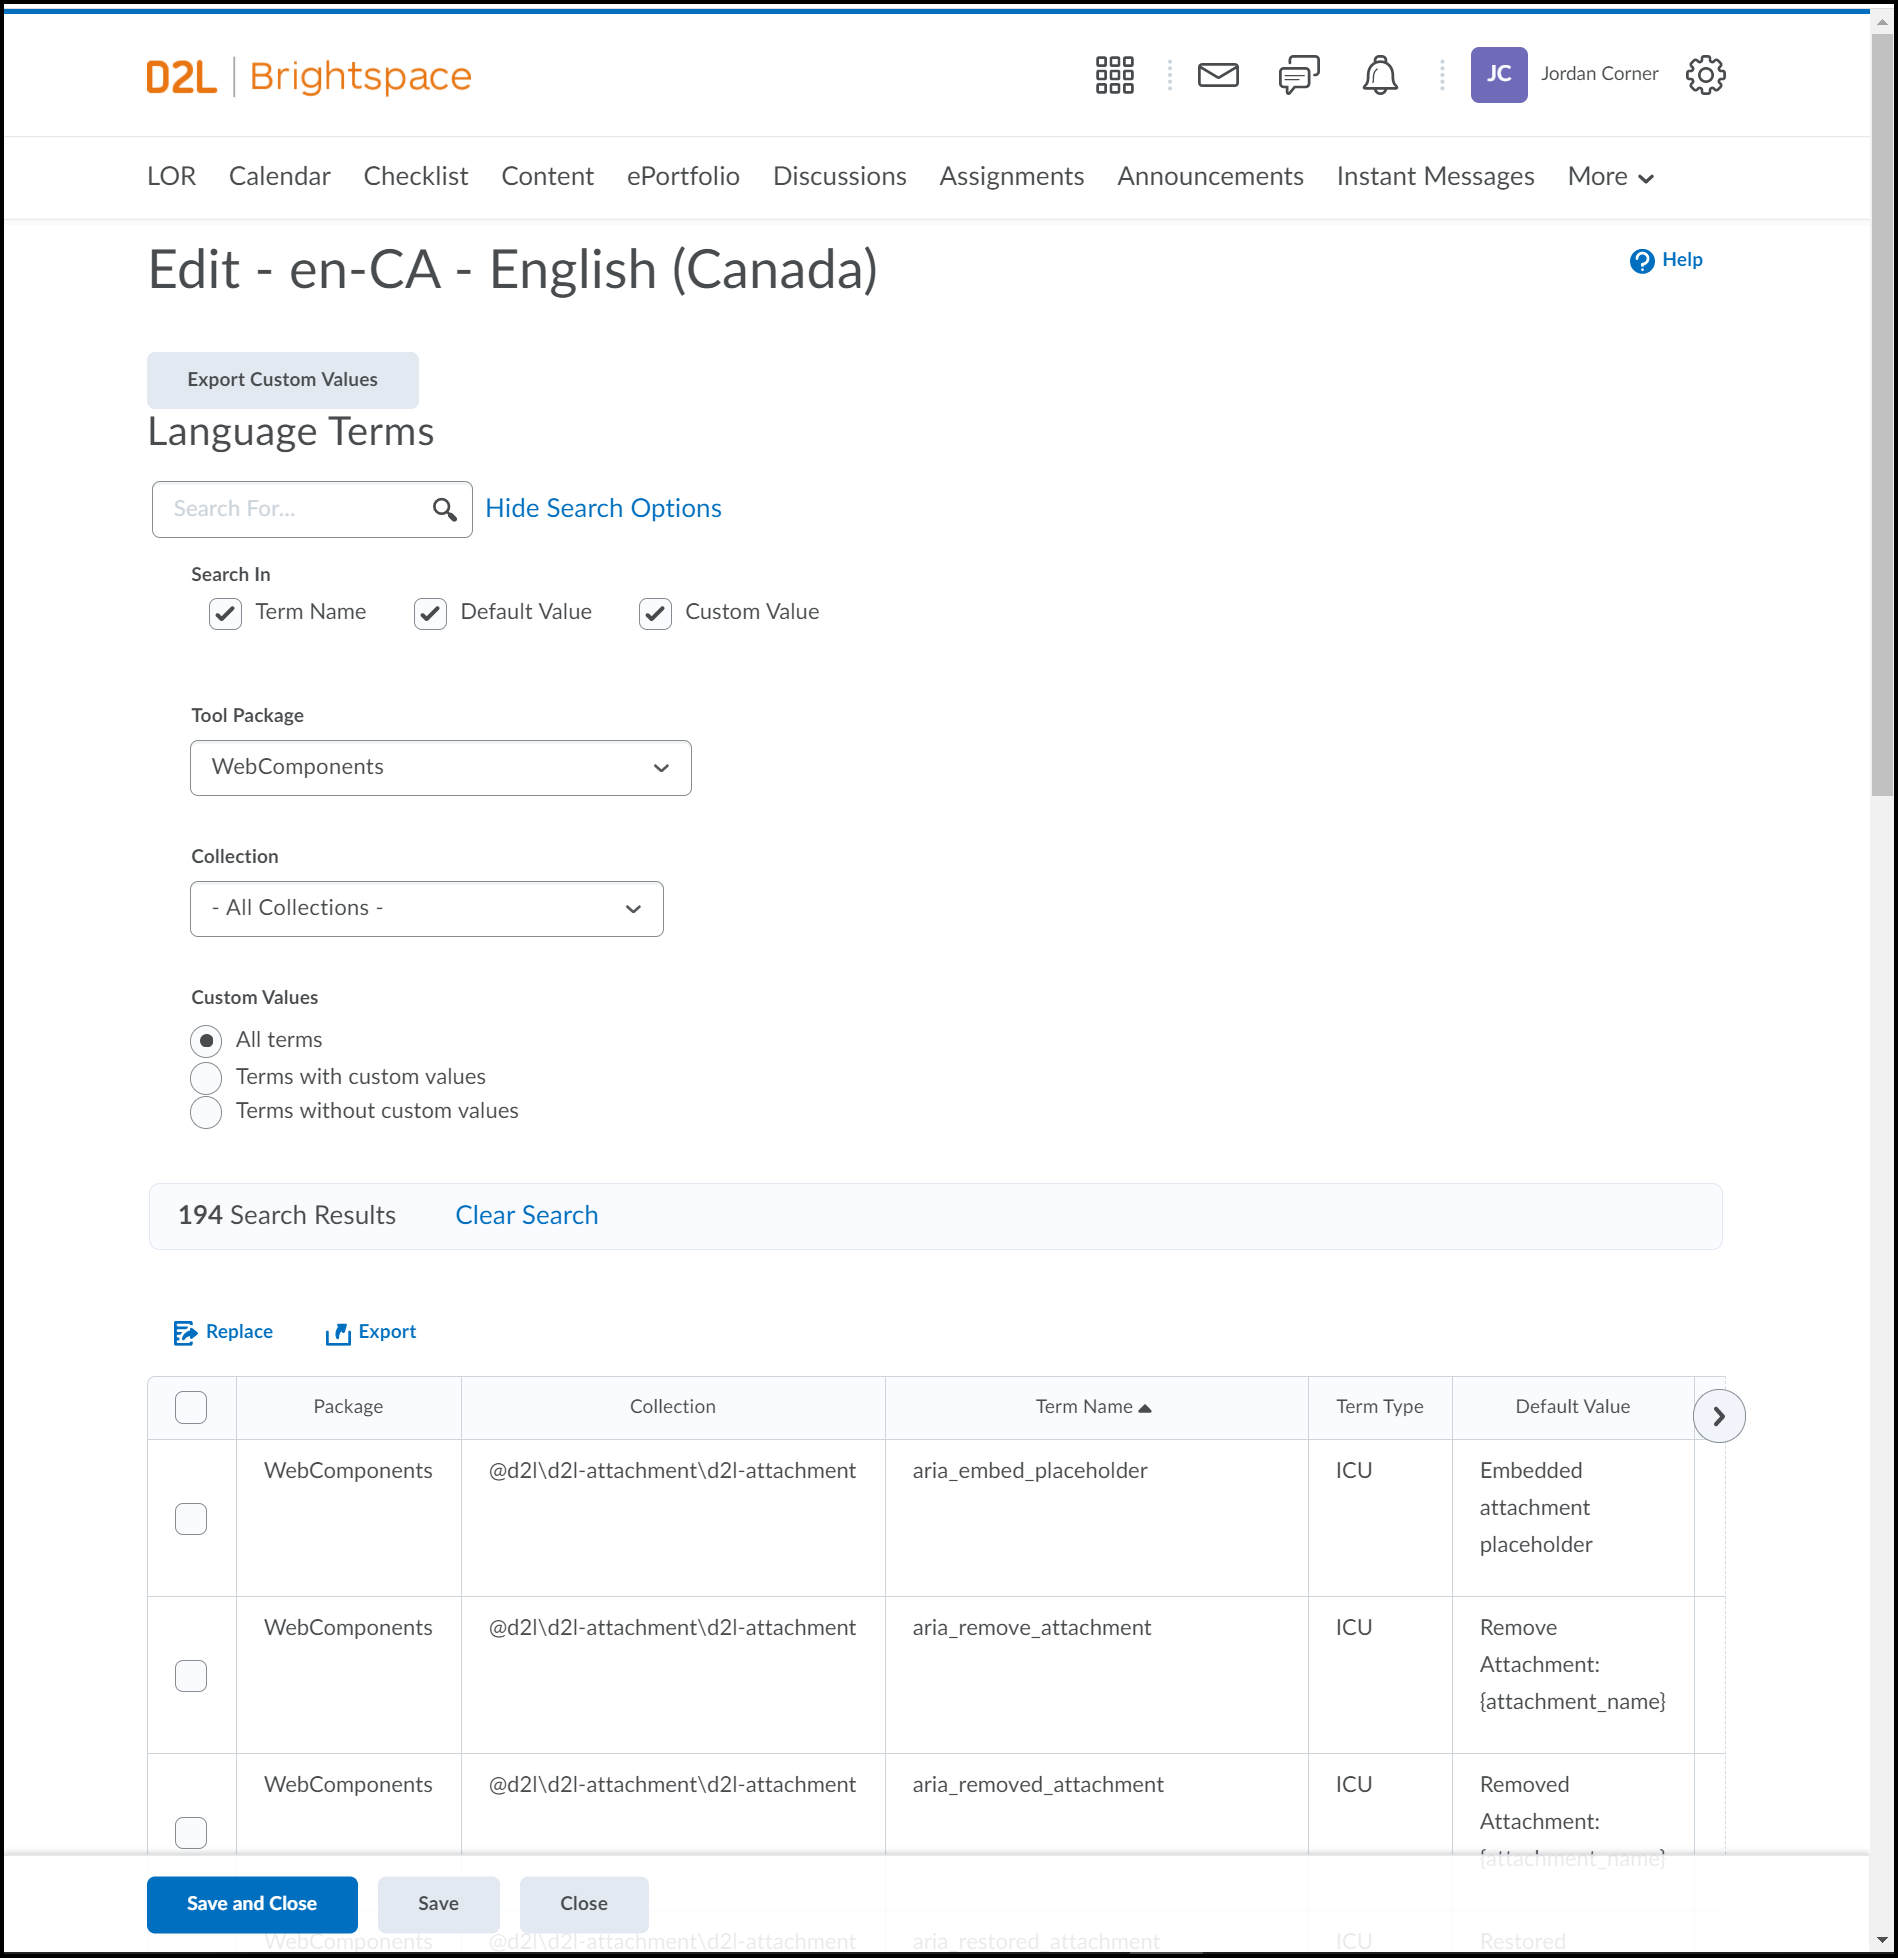 D2L | Brightspace
JC Jordan Corner
LOR Calendar Checklist Content ePortfolio Discussions Assignments Announcements Instant Messages More
Edit - en-CA - English (Canada)
Help
Export Custom Values
Language Terms
Search For... Hide Search Options
Search In
Term Name Default Value Custom Value
Tool Package
WebComponents
Collection
- All Collections -
Custom Values
All terms
Terms with custom values
Terms without custom values
194 Search Results Clear Search
Replace Export
Package Collection Term Name Term Type Default Value
WebComponents @d2l\d2l-attachment\d2l-attachment aria_embed_placeholder ICU Embedded
attachment
placeholder
WebComponents @d2l\d2l-attachment\d2l-attachment aria_remove_attachment ICU Remove
Attachment:
{attachment_name}
WebComponents @d2l\d2l-attachment\d2l-attachment aria_removed_attachment ICU Removed
Attachment:
{attachment_name}
Save and Close Save Close
WebComponents @d2l\d2l-attachment\d2l-attachment aria_restored_attachment ICU Restored